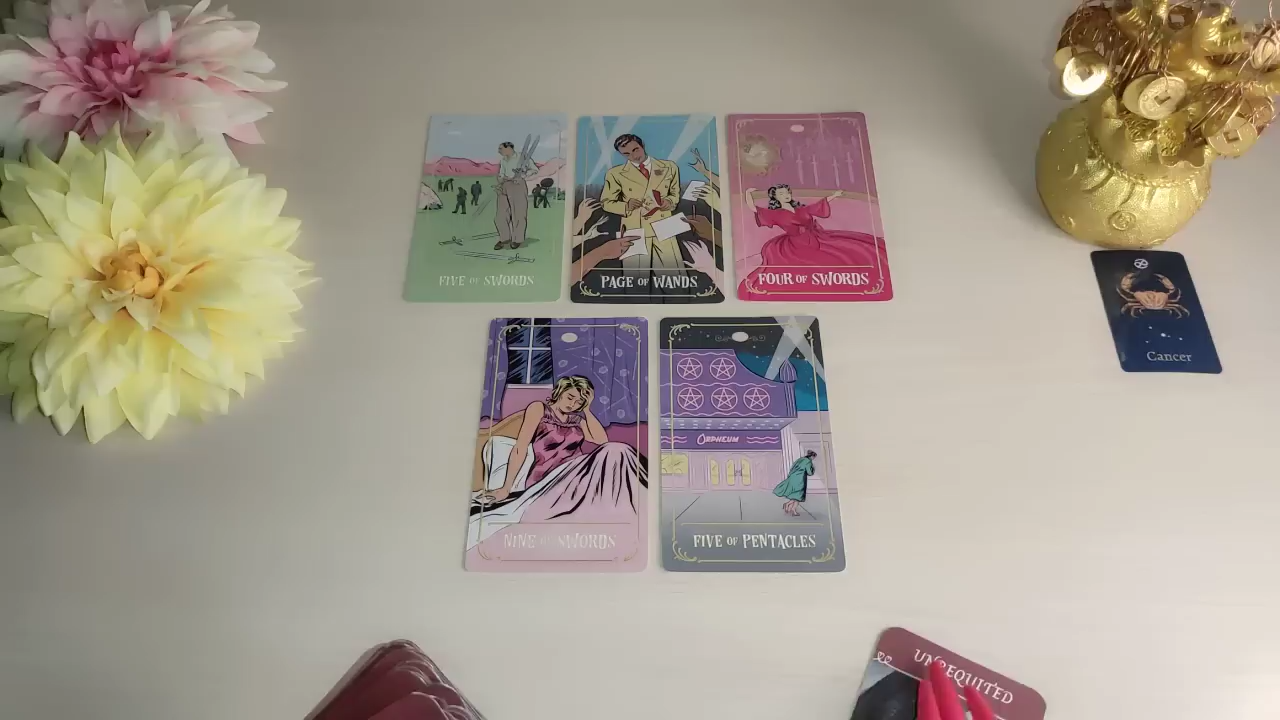 FIVE OF SWORDS
PAGE OF WANDS
FOUR OF SWORDS
Cancer
ORPHEUM
NINE OF SWORDS
FIVE OF PENTACLES
UNREQUITED